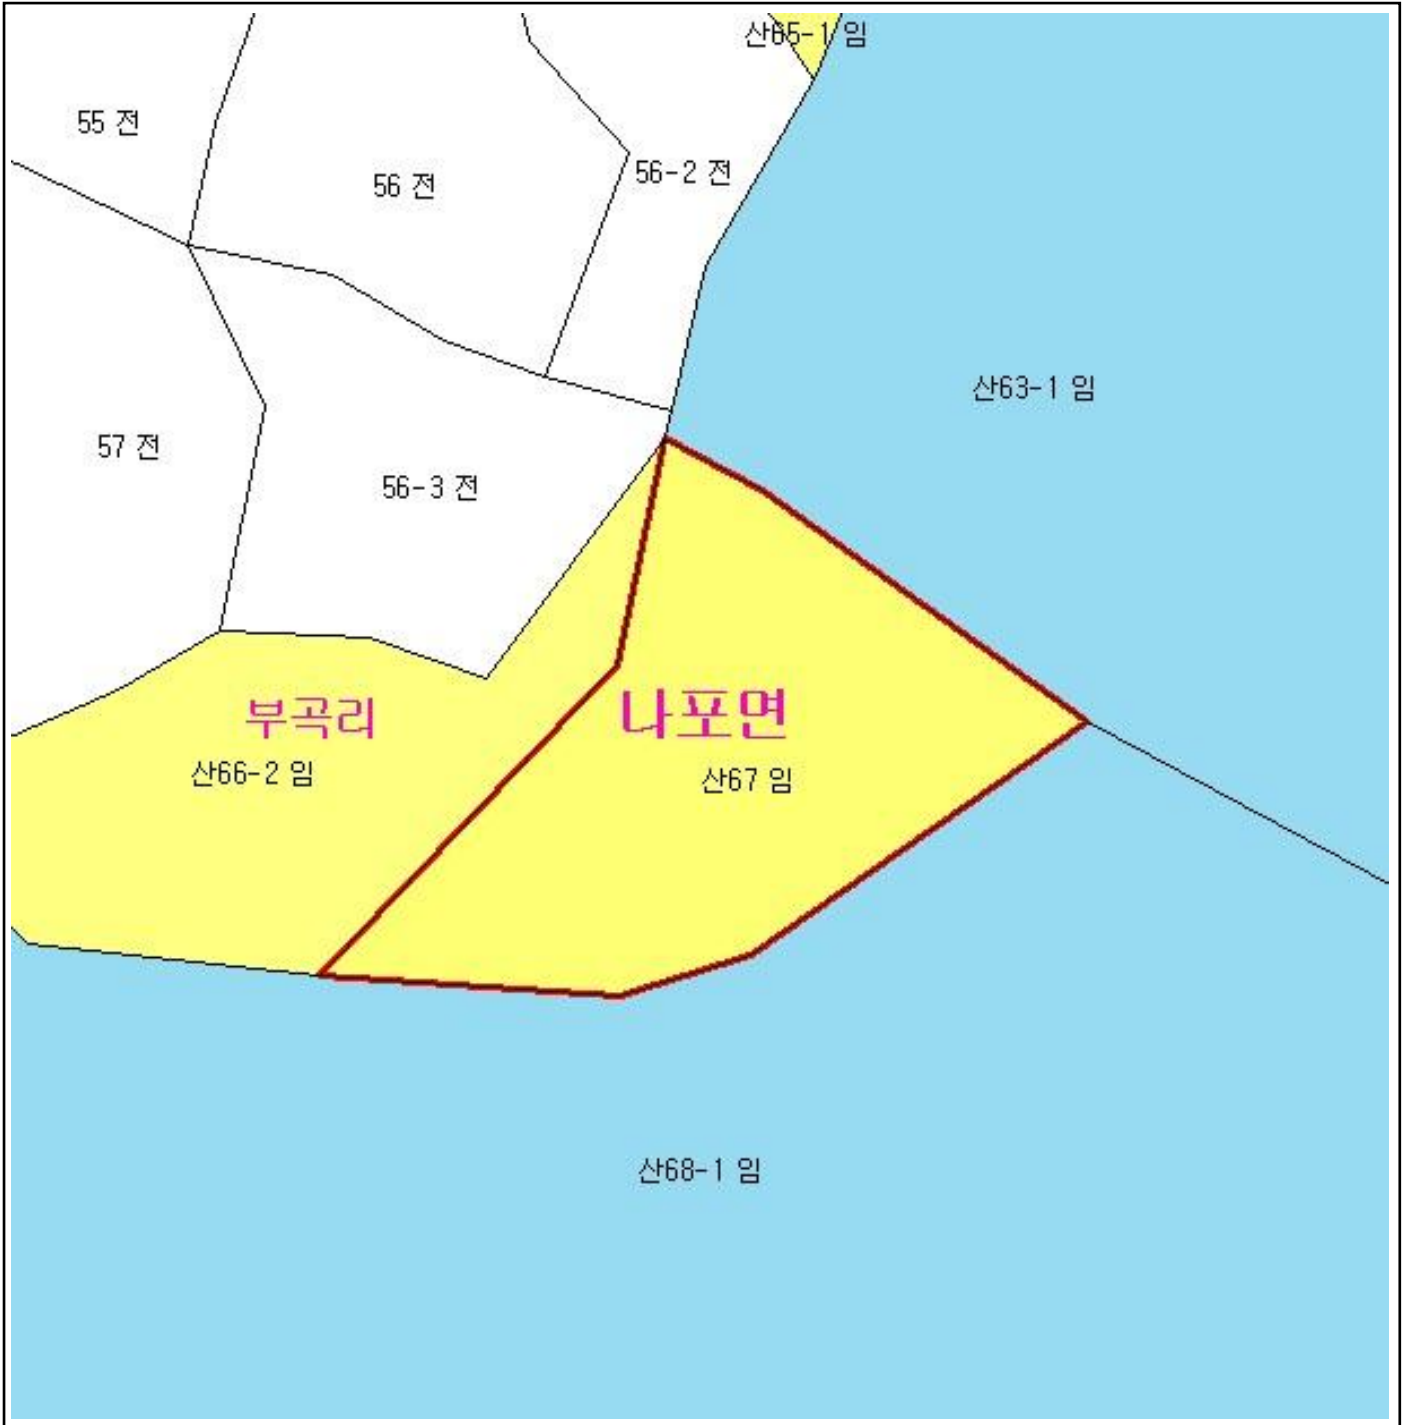 산65-1 임
55 전
56 전
56-2 전
산63-1 임
57 전
56-3 전
부곡리
나포면
산66-2 임
산67 임
산68-1 임